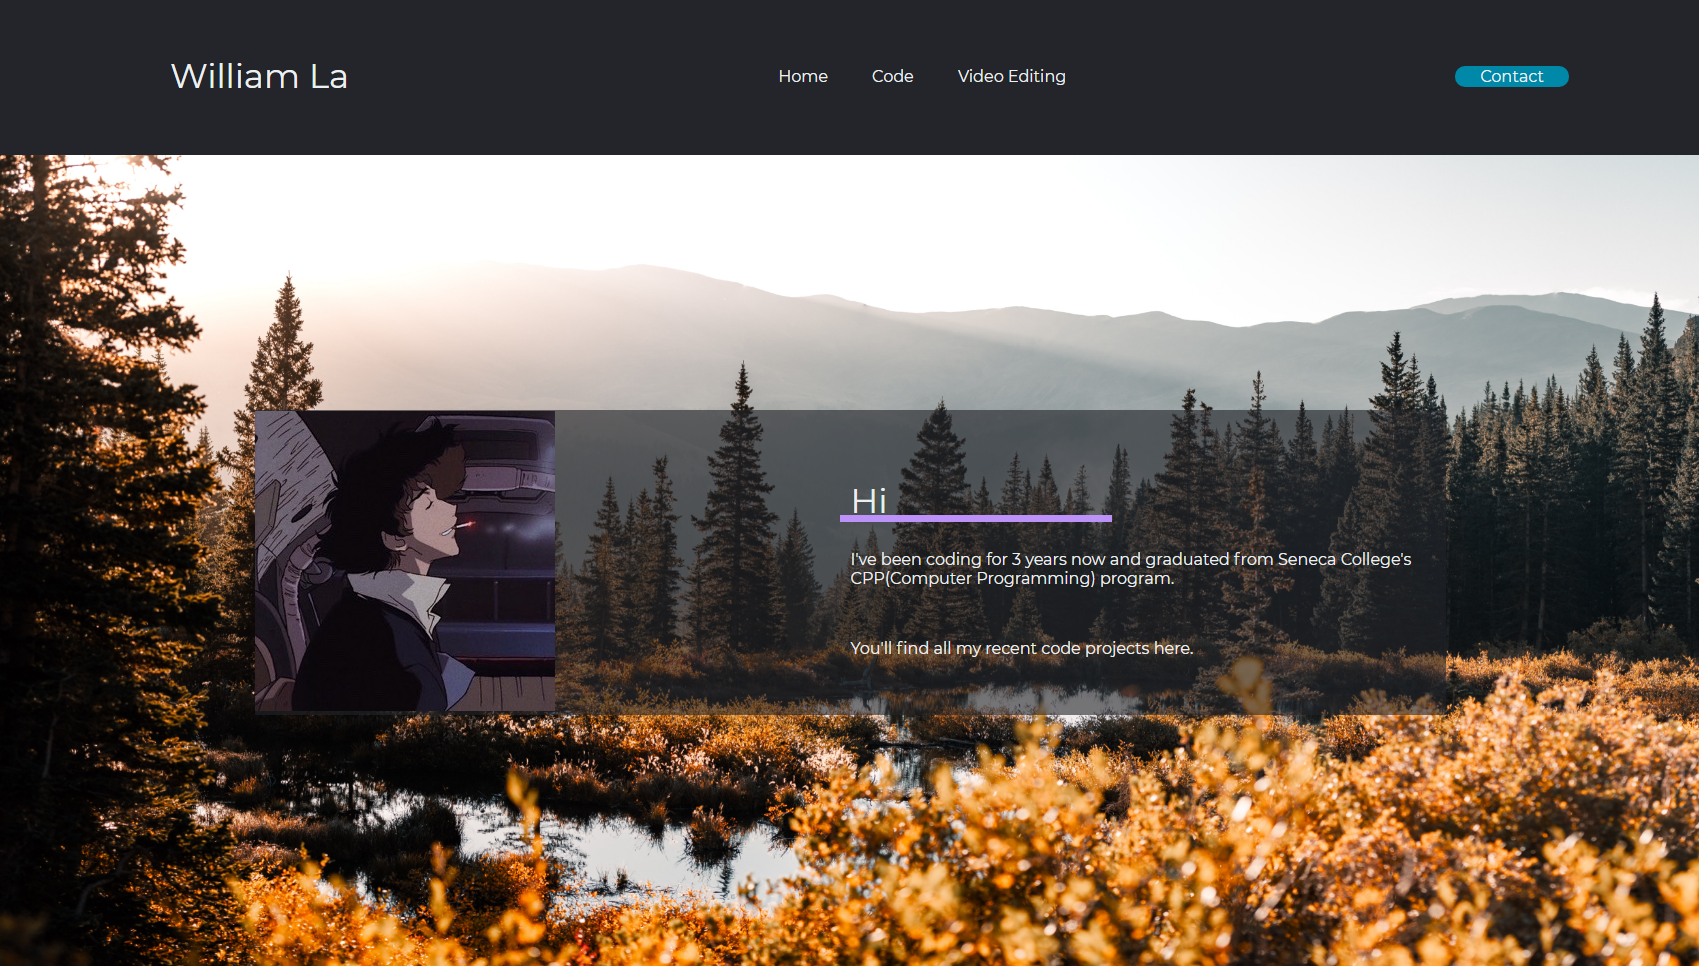 William La
Home
Code
Video Editing
Contact
Hi
I've been coding for 3 years now and graduated from Seneca College's
CPP(Computer Programming) program.
You'll find all my recent code projects here.